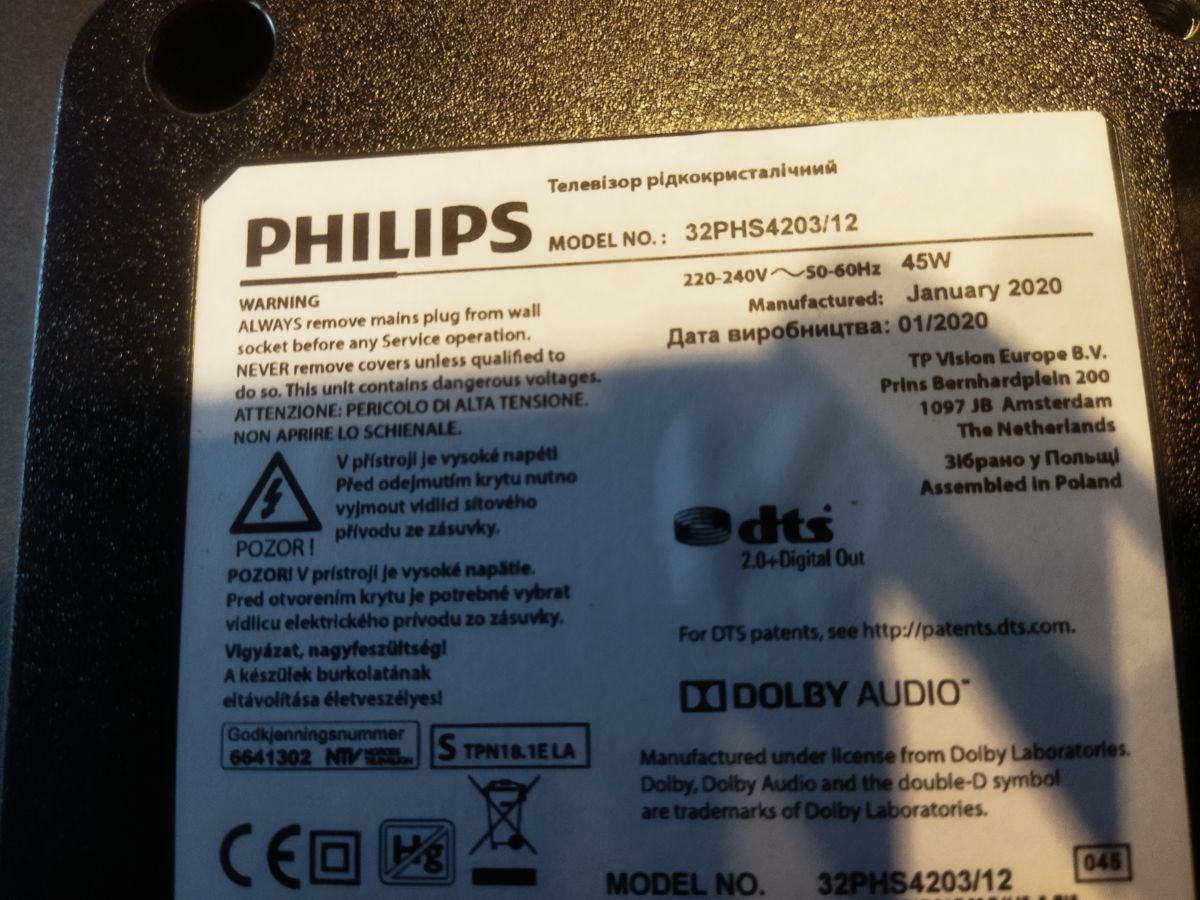 Телевізор рідкокристалічний
PHILIPS
MODEL NO.: 32PHS4203/12
220-240V～50-60Hz 45W
Manufactured: January 2020
Дата виробництва: 01/2020
TP Vision Europe B.V.
Prins Bernhardplein 200
1097 JB Amsterdam
The Netherlands
Зібрано у Польщі
Assembled in Poland
WARNING
ALWAYS remove mains plug from wall
socket before any Service operation.
NEVER remove covers unless qualified to
do so. This unit contains dangerous voltages.
ATTENZIONE: PERICOLO DI ALTA TENSIONE.
NON APRIRE LO SCHIENALE.
V přístroji je vysoké napětí
Před odejmutím krytu nutno
vyjmout vidlici síťového
přívodu ze zásuvky.
POZOR !
POZOR! V prístroji je vysoké napätie.
Pred otvorením krytu je potrebné vybrat
vidlicu elektrického prívodu zo zásuvky.
Vigyázat, nagyfeszültség!
A készülek burkolatának
eltávolítása életveszélyes!
dts
2.0+Digital Out
For DTS patents, see http://patents.dts.com.
DOLBY AUDIO™
Manufactured under license from Dolby Laboratories.
Dolby, Dolby Audio and the double-D symbol
are trademarks of Dolby Laboratories.
Godkjenningsnummer
6641302 NTV NORGES TELEVISJON
S TPN18.1E LA
CE
Hg
045
MODEL NO. 32PHS4203/12